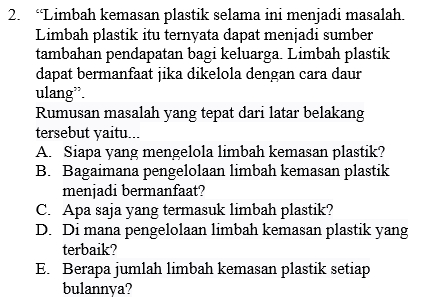 2. “Limbah kemasan plastik selama ini menjadi masalah.
Limbah plastik itu ternyata dapat menjadi sumber
tambahan pendapatan bagi keluarga. Limbah plastik
dapat bermanfaat jika dikelola dengan cara daur
ulang”.
Rumusan masalah yang tepat dari latar belakang
tersebut yaitu...
A. Siapa yang mengelola limbah kemasan plastik?
B. Bagaimana pengelolaan limbah kemasan plastik
menjadi bermanfaat?
C. Apa saja yang termasuk limbah plastik?
D. Di mana pengelolaan limbah kemasan plastik yang
terbaik?
E. Berapa jumlah limbah kemasan plastik setiap
bulannya?